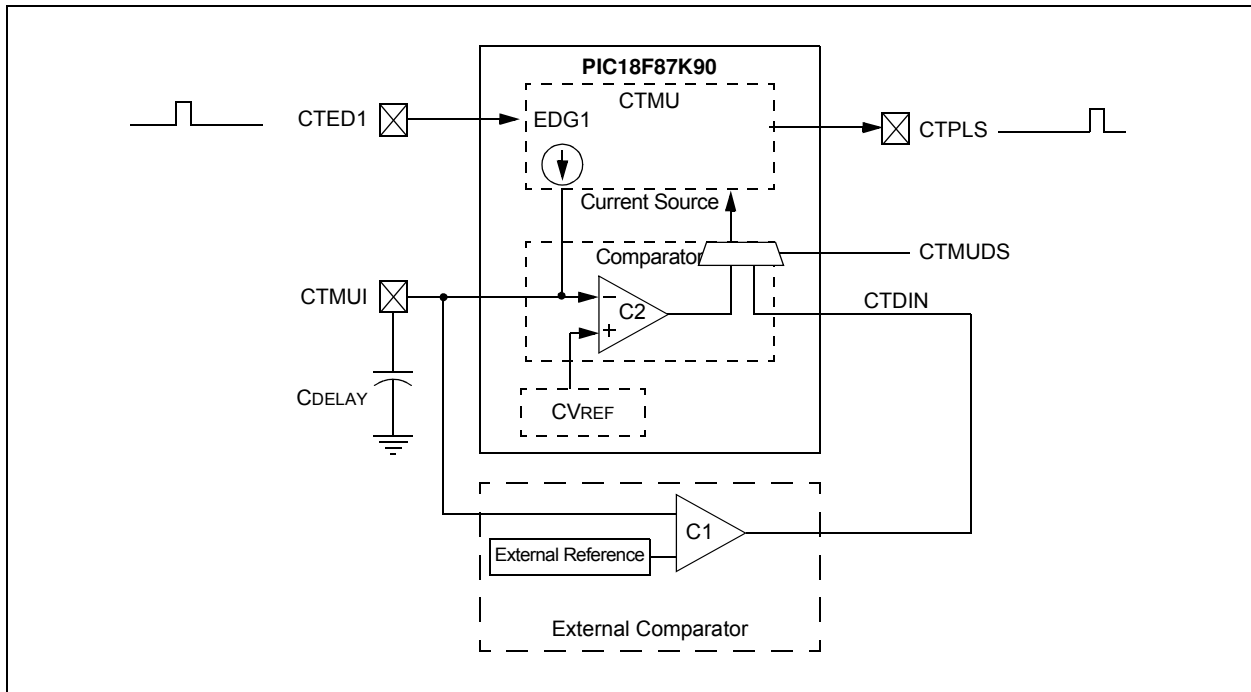 PIC18F87K90
CTMU
CTED1
EDG1
CTPLS
Current Source
Comparator
CTMUDS
CTMUI
C2
CTDIN
CDELAY
CVREF
C1
External Reference
External Comparator